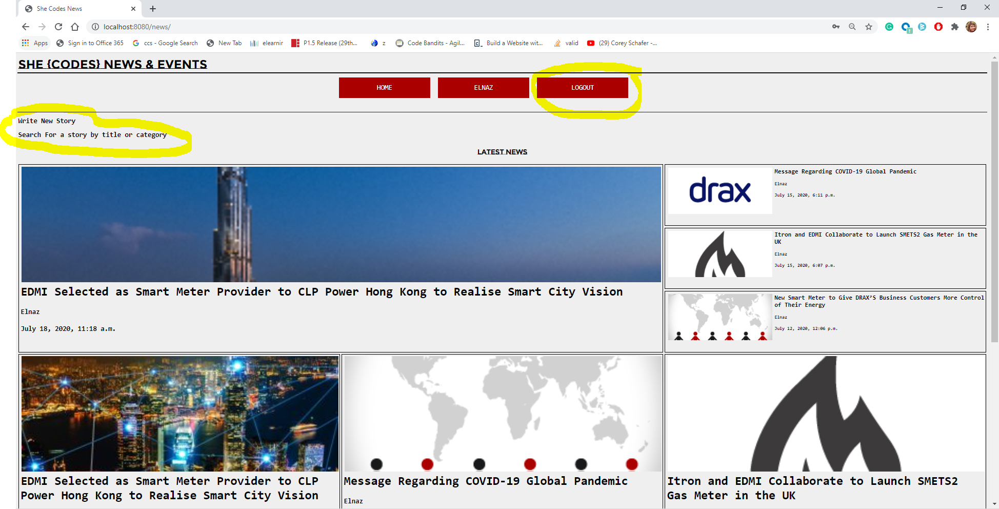 She Codes News
localhost:8080/news/
Apps
Sign in to Office 365
ccs - Google Search
New Tab
elearnir
P1.5 Release (29th...
z
Code Bandits - Agil...
Build a Website wit...
valid
(29) Corey Schafer -...
SHE {CODES} NEWS & EVENTS
HOME
ELNAZ
LOGOUT
Write New Story
Search For a story by title or category
LATEST NEWS
EDMI Selected as Smart Meter Provider to CLP Power Hong Kong to Realise Smart City Vision
Elnaz
July 18, 2020, 11:18 a.m.
drax
Message Regarding COVID-19 Global Pandemic
Elnaz
July 15, 2020, 6:11 p.m.
Itron and EDMI Collaborate to Launch SMETS2 Gas Meter in the
UK
Elnaz
July 15, 2020, 6:07 p.m.
New Smart Meter to Give DRAX’S Business Customers More Control
of Their Energy
Elnaz
July 12, 2020, 12:06 p.m.
EDMI Selected as Smart Meter Provider to CLP
Power Hong Kong to Realise Smart City Vision
Message Regarding COVID-19 Global Pandemic
Elnaz
Itron and EDMI Collaborate to Launch SMETS2
Gas Meter in the UK